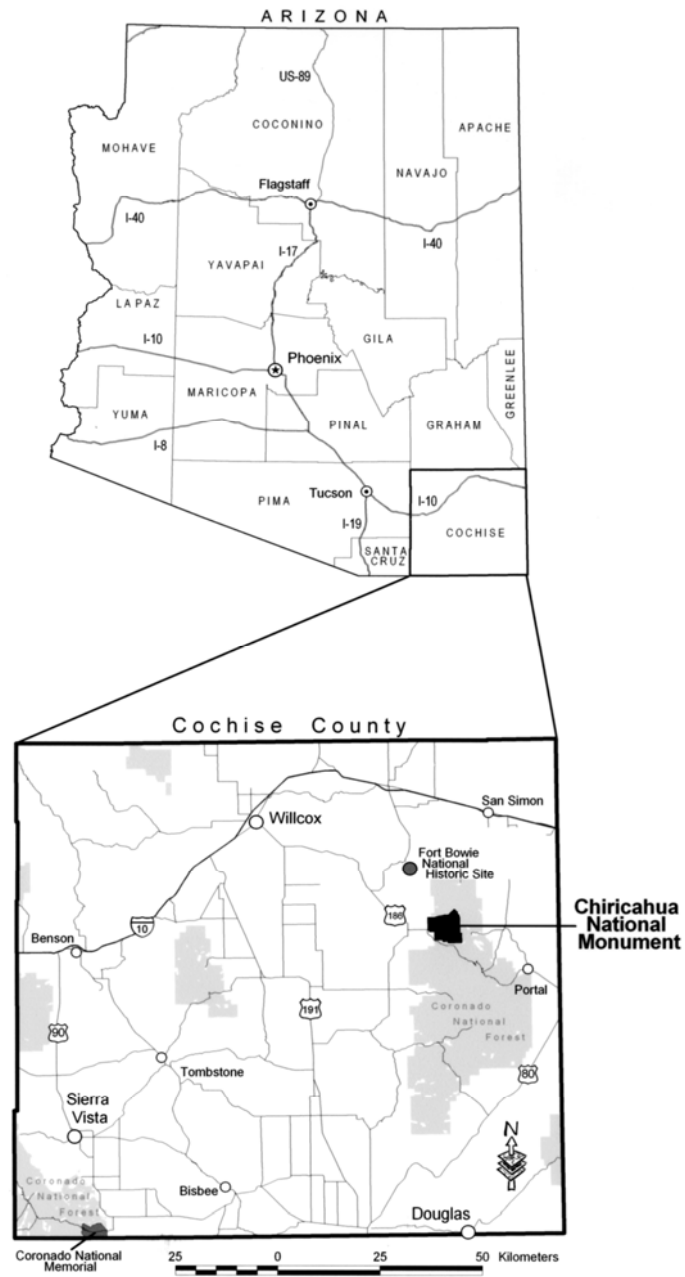 ARIZONA
US-89
COCONINO
APACHE
MOHAVE
NAVAJO
Flagstaff
I-40
I-40
I-17
YAVAPAI
LA PAZ
I-10
GILA
Phoenix
GREENLEE
MARICOPA
YUMA
PINAL
GRAHAM
I-8
Tucson
I-10
PIMA
I-19
COCHISE
SANTA
CRUZ
Cochise County
San Simon
Willcox
Fort Bowie
National
Historic Site
Chiricahua
National
Monument
186
10
Benson
Portal
191
Coronado
National
Forest
90
Tombstone
80
Sierra
Vista
N
Coronado
National
Forest
Bisbee
Douglas
Coronado National
Memorial
25 0 25 50 Kilometers